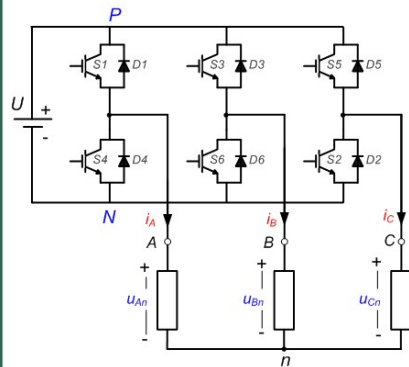 P
S1 D1 S3 D3 S5 D5
U + -
S4 D4 S6 D6 S2 D2
N
iA iB iC
A B C
+ + +
uAn uBn uCn
- - -
n